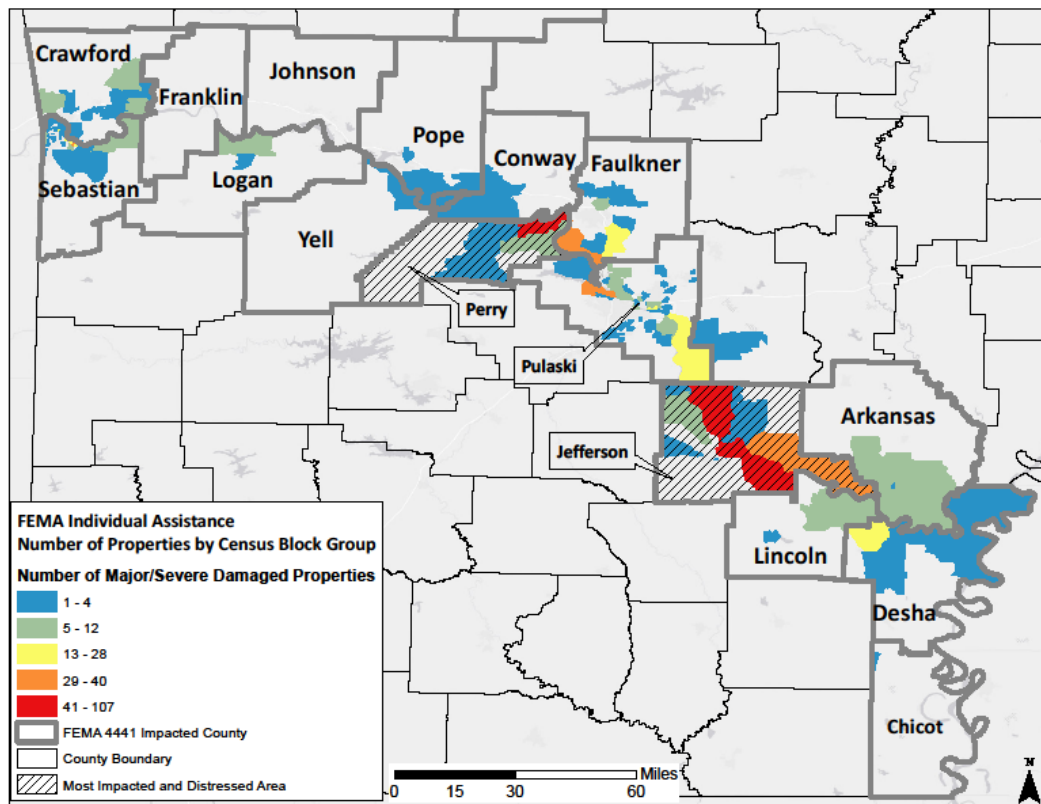 Crawford
Johnson
Franklin
Pope
Conway
Faulkner
Sebastian
Logan
Yell
Perry
Pulaski
Arkansas
Jefferson
Lincoln
Desha
Chicot
FEMA Individual Assistance
Number of Properties by Census Block Group
Number of Major/Severe Damaged Properties
1 - 4
5 - 12
13 - 28
29 - 40
41 - 107
FEMA 4441 Impacted County
County Boundary
Most Impacted and Distressed Area
Miles
0 15 30 60
N